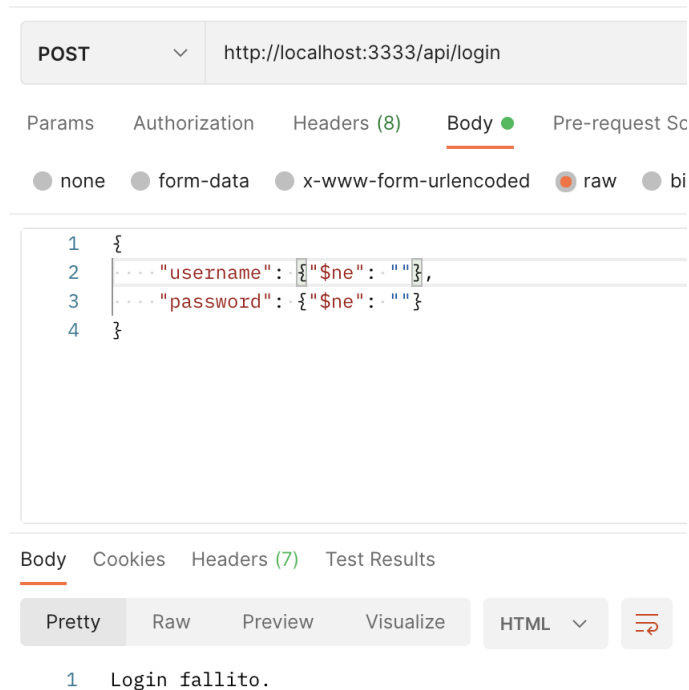 POST http://localhost:3333/api/login
Params Authorization Headers (8) Body Pre-request Sc
none form-data x-www-form-urlencoded raw bi
1 {
2 "username": {"$ne": ""},
3 "password": {"$ne": ""}
4 }
Body Cookies Headers (7) Test Results
Pretty Raw Preview Visualize HTML
1 Login fallito.